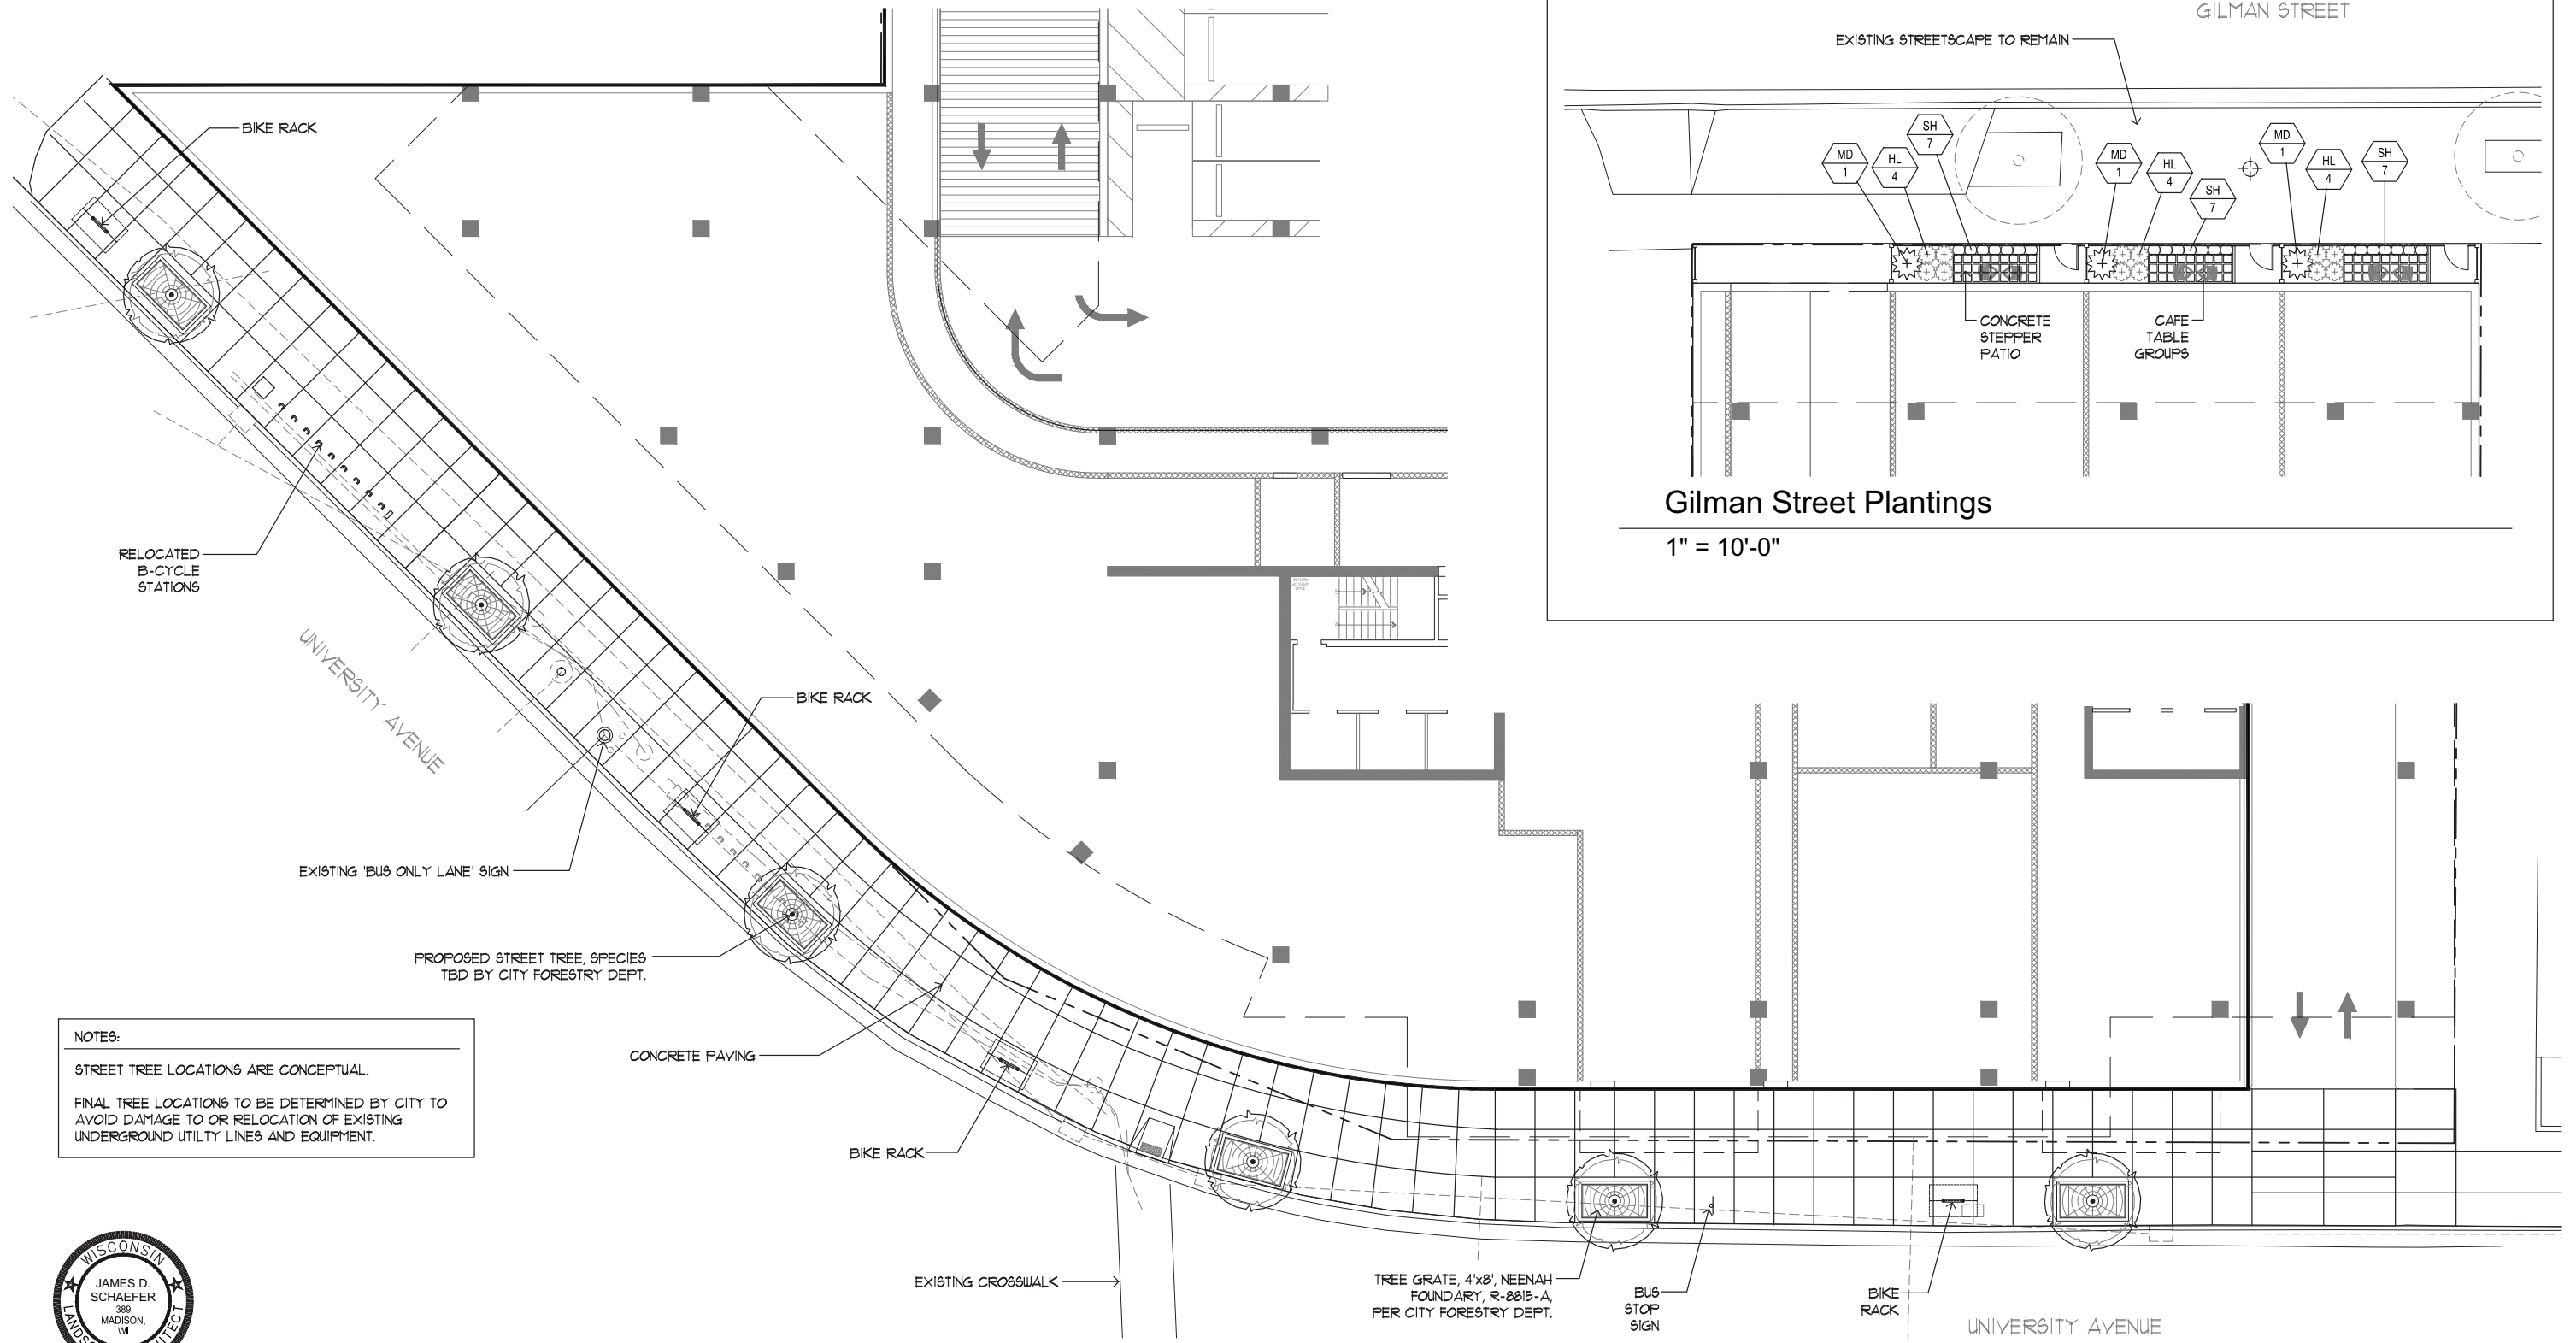 GILMAN STREET
EXISTING STREETSCAPE TO REMAIN
BIKE RACK
SH
7
MD
1
HL
4
MD
1
HL
4
SH
7
MD
1
HL
4
SH
7
CONCRETE
STEPPER
PATIO
CAFE
TABLE
GROUPS
Gilman Street Plantings
1" = 10'-0"
RELOCATED
B-CYCLE
STATIONS
UNIVERSITY AVENUE
BIKE RACK
EXISTING 'BUS ONLY LANE' SIGN
PROPOSED STREET TREE, SPECIES
TBD BY CITY FORESTRY DEPT.
CONCRETE PAVING
NOTES:
STREET TREE LOCATIONS ARE CONCEPTUAL.
FINAL TREE LOCATIONS TO BE DETERMINED BY CITY TO
AVOID DAMAGE TO OR RELOCATION OF EXISTING
UNDERGROUND UTILTY LINES AND EQUIPMENT.
BIKE RACK
EXISTING CROSSWALK
TREE GRATE, 4'x8', NEENAH
FOUNDARY, R-8815-A,
PER CITY FORESTRY DEPT.
BUS
STOP
SIGN
BIKE
RACK
UNIVERSITY AVENUE
WISCONSIN
JAMES D.
SCHAEFER
389
MADISON,
WI